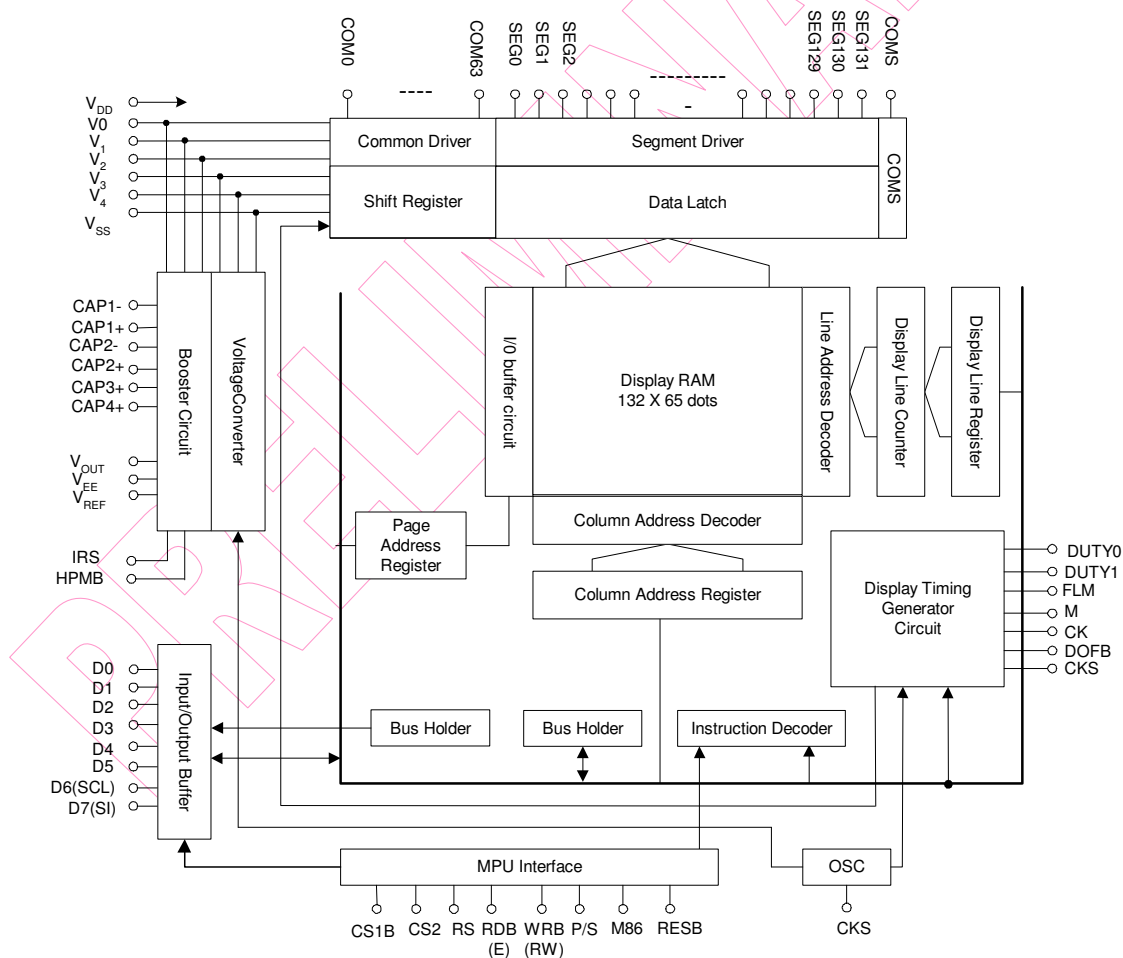 COM0
COM63
SEG0
SEG1
SEG2
SEG129
SEG130
SEG131
COMS
VDD
V0
V1
V2
V3
V4
VSS
Common Driver
Segment Driver
COMS
Shift Register
Data Latch
CAP1-
CAP1+
CAP2-
CAP2+
CAP3+
CAP4+
VOUT
VEE
VREF
IRS
HPMB
Booster Circuit
VoltageConverter
I/0 buffer circuit
Display RAM
132 X 65 dots
Line Address Decoder
Display Line Counter
Display Line Register
Page
Address
Register
Column Address Decoder
Column Address Register
Display Timing
Generator
Circuit
DUTY0
DUTY1
FLM
M
CK
DOFB
CKS
D0
D1
D2
D3
D4
D5
D6(SCL)
D7(SI)
Input/Output Buffer
Bus Holder
Bus Holder
Instruction Decoder
MPU Interface
OSC
CS1B
CS2
RS
RDB
(E)
WRB
(RW)
P/S
M86
RESB
CKS
PRELIMINARY